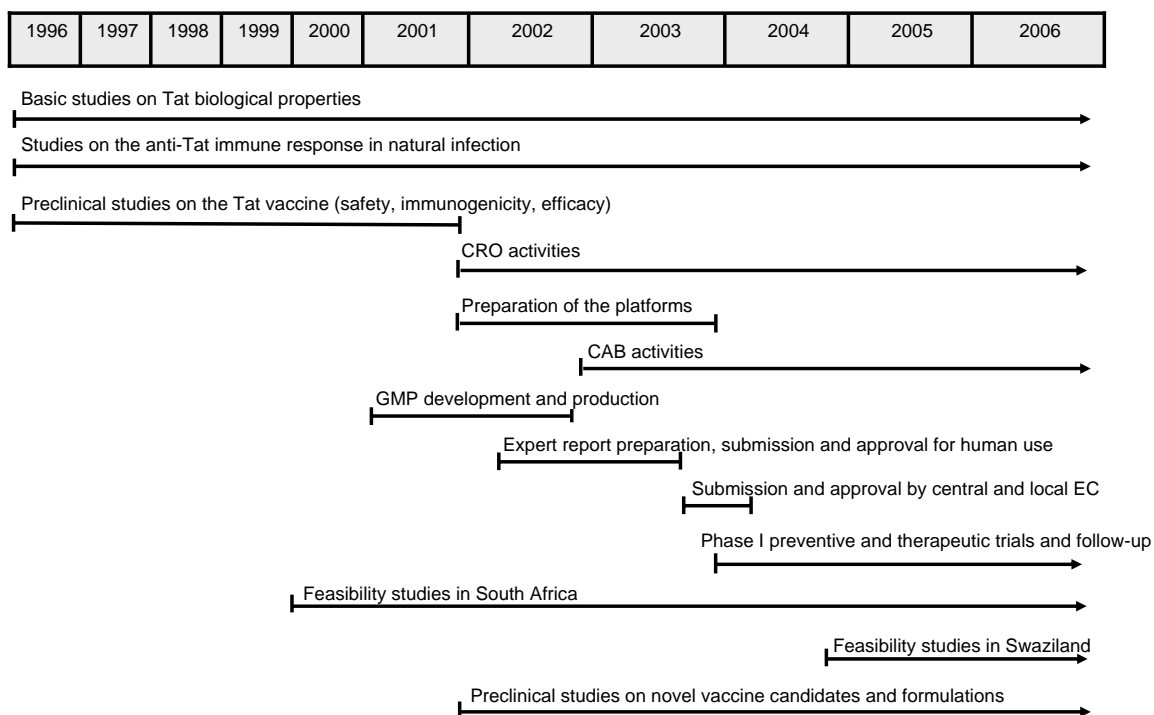 1996 1997 1998 1999 2000 2001 2002 2003 2004 2005 2006
Basic studies on Tat biological properties
Studies on the anti-Tat immune response in natural infection
Preclinical studies on the Tat vaccine (safety, immunogenicity, efficacy)
CRO activities
Preparation of the platforms
CAB activities
GMP development and production
Expert report preparation, submission and approval for human use
Submission and approval by central and local EC
Phase I preventive and therapeutic trials and follow-up
Feasibility studies in South Africa
Feasibility studies in Swaziland
Preclinical studies on novel vaccine candidates and formulations